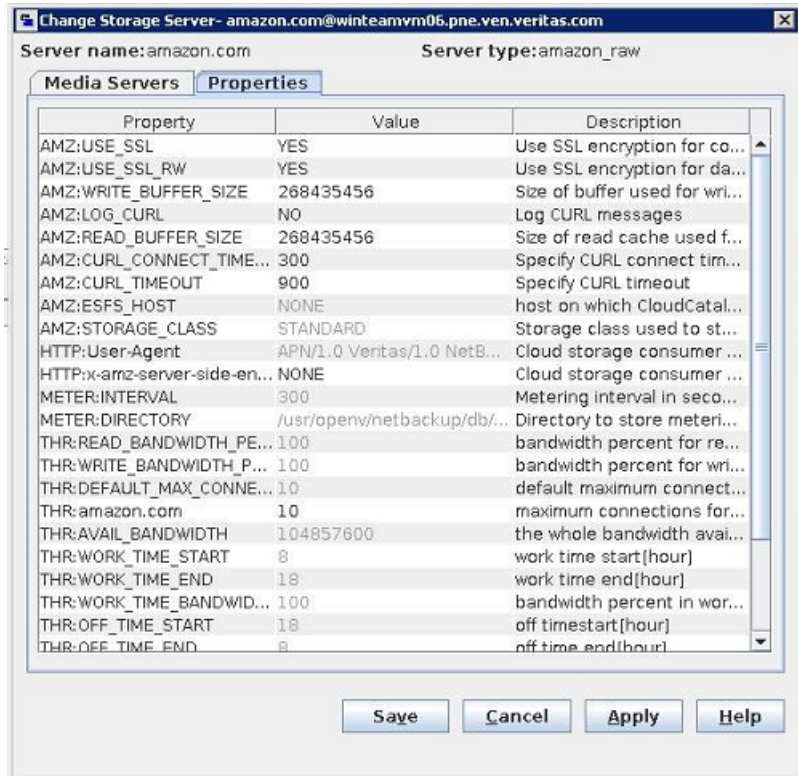 Change Storage Server- amazon.com@winteamvm06.pne.ven.veritas.com
Server name:amazon.com Server type:amazon_raw
Media Servers Properties
Property Value Description
AMZ:USE_SSL YES Use SSL encryption for co...
AMZ:USE_SSL_RW YES Use SSL encryption for da...
AMZ:WRITE_BUFFER_SIZE 268435456 Size of buffer used for wri...
AMZ:LOG_CURL NO Log CURL messages
AMZ:READ_BUFFER_SIZE 268435456 Size of read cache used f...
AMZ:CURL_CONNECT_TIME... 300 Specify CURL connect tim...
AMZ:CURL_TIMEOUT 900 Specify CURL timeout
AMZ:ESFS_HOST NONE host on which CloudCatal...
AMZ:STORAGE_CLASS STANDARD Storage class used to st...
HTTP:User-Agent APN/1.0 Veritas/1.0 NetB... Cloud storage consumer ...
HTTP:x-amz-server-side-en... NONE Cloud storage consumer ...
METER:INTERVAL 300 Metering interval in seco...
METER:DIRECTORY /usr/openv/netbackup/db/... Directory to store meteri...
THR:READ_BANDWIDTH_PE... 100 bandwidth percent for re...
THR:WRITE_BANDWIDTH_P... 100 bandwidth percent for wri...
THR:DEFAULT_MAX_CONNE... 10 default maximum connect...
THR:amazon.com 10 maximum connections for...
THR:AVAIL_BANDWIDTH 104857600 the whole bandwidth avai...
THR:WORK_TIME_START 8 work time start[hour]
THR:WORK_TIME_END 18 work time end[hour]
THR:WORK_TIME_BANDWID... 100 bandwidth percent in wor...
THR:OFF_TIME_START 18 off timestart[hour]
THR:OFF_TIME_END 8 off time end[hour]
Save Cancel Apply Help